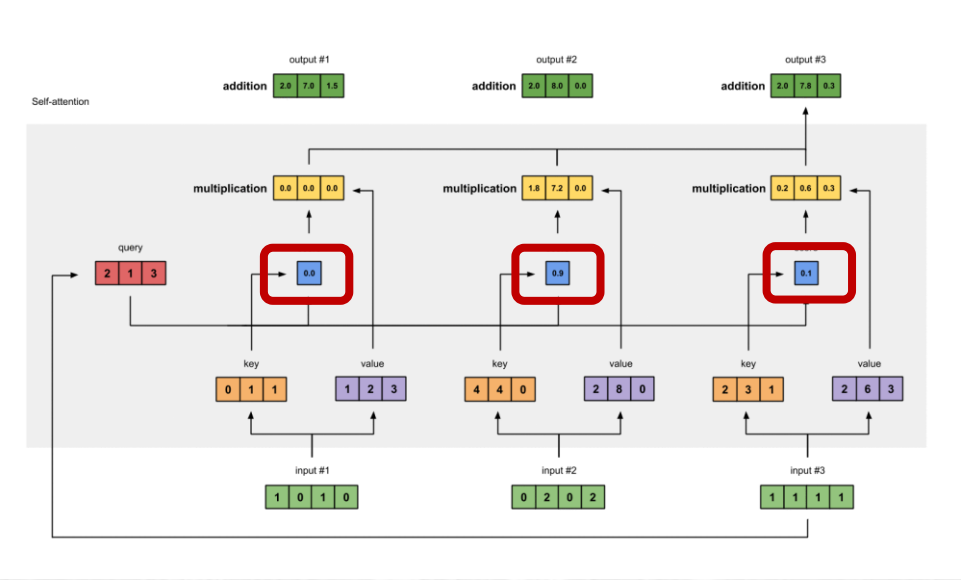 output #1 output #2 output #3
addition 2.0 7.0 1.5 addition 2.0 8.0 0.0 addition 2.0 7.8 0.3
Self-attention
multiplication 0.0 0.0 0.0 multiplication 1.8 7.2 0.0 multiplication 0.2 0.6 0.3
query
2 1 3 0.0 0.9 0.1
key value key value key value
0 1 1 1 2 3 4 4 0 2 8 0 2 3 1 2 6 3
input #1 input #2 input #3
1 0 1 0 0 2 0 2 1 1 1 1